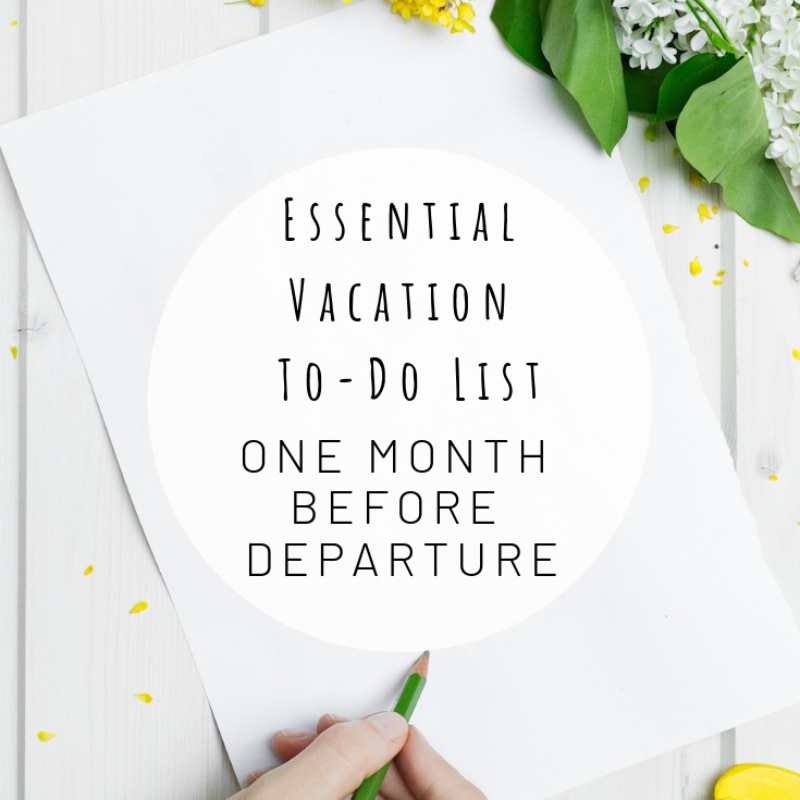 Essential
Vacation
To-Do List
ONE MONTH
BEFORE
DEPARTURE